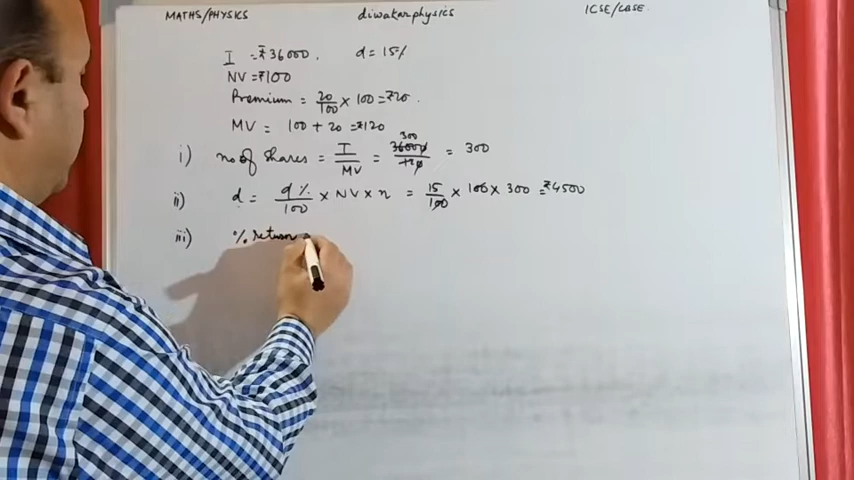 MATHS/PHYSICS diwakarphysics ICSE/CBSE.
I = ₹36000. d = 15%
NV = ₹100
Premium = 20/100 × 100 = ₹20.
MV = 100 + 20 = ₹120
i) no of shares = I/MV = 300 36000/120 = 300
ii) d = d%/100 × NV × n = 15/100 × 100 × 300 = ₹4500
iii) % return